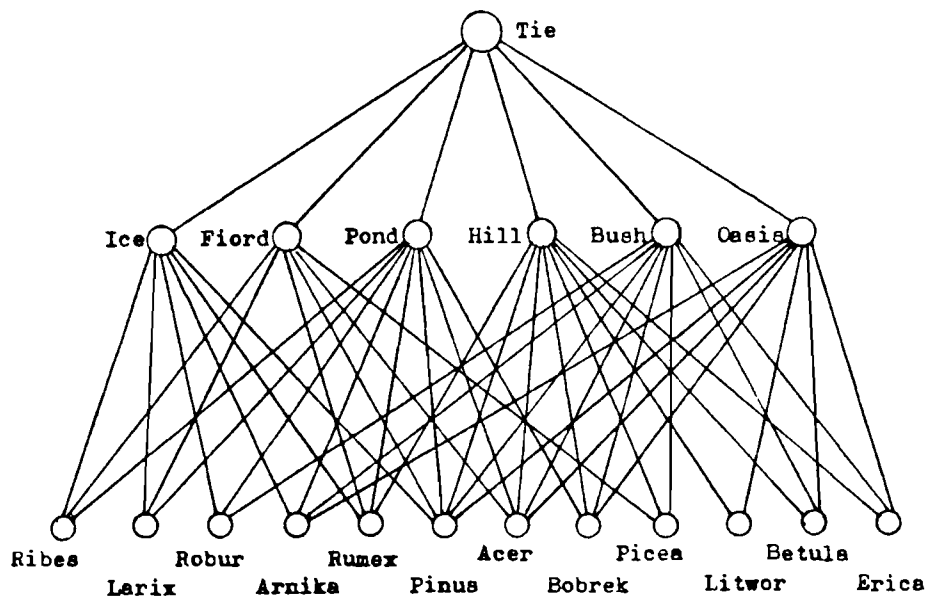 Tie
Ice Fiord Pond Hill Bush Oasis
Ribes Robur Rumex Acer Picea Betula
Larix Arnika Pinus Bobrek Litwor Erica